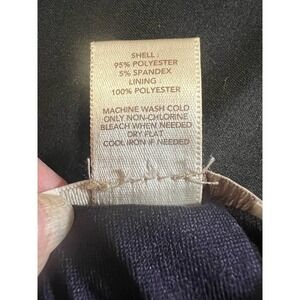 SHELL:
95% POLYESTER
5% SPANDEX
LINING:
100% POLYESTER
MACHINE WASH COLD
ONLY NON-CHLORINE
BLEACH WHEN NEEDED
DRY FLAT
COOL IRON IF NEEDED